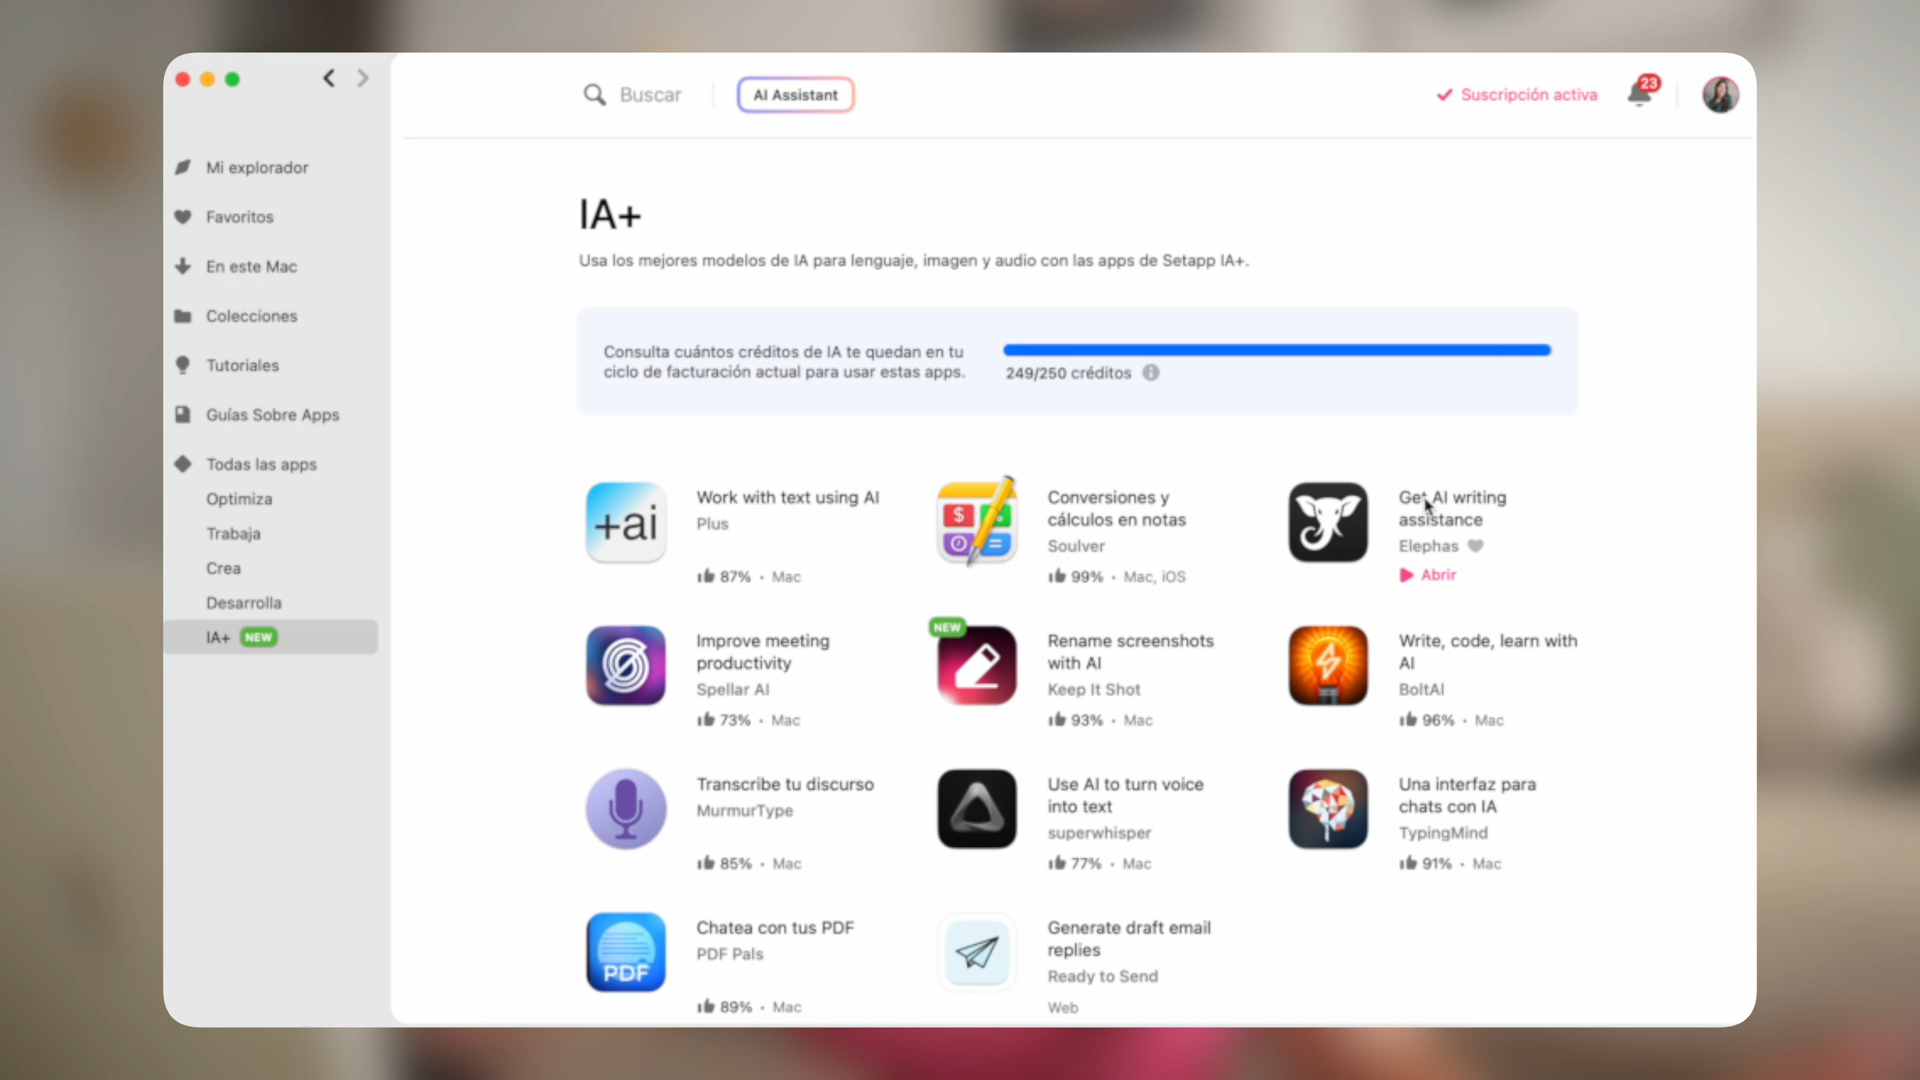 Buscar
AI Assistant
Suscripción activa
23
Mi explorador
Favoritos
En este Mac
Colecciones
Tutoriales
Guías Sobre Apps
Todas las apps
Optimiza
Trabaja
Crea
Desarrolla
IA+ NEW
IA+
Usa los mejores modelos de IA para lenguaje, imagen y audio con las apps de Setapp IA+.
Consulta cuántos créditos de IA te quedan en tu
ciclo de facturación actual para usar estas apps.
249/250 créditos
+ai
Work with text using AI
Plus
87% • Mac
Conversiones y
cálculos en notas
Soulver
99% • Mac, iOS
Get AI writing
assistance
Elephas
Abrir
Improve meeting
productivity
Spellar AI
73% • Mac
NEW
Rename screenshots
with AI
Keep It Shot
93% • Mac
Write, code, learn with
AI
BoltAI
96% • Mac
Transcribe tu discurso
MurmurType
85% • Mac
Use AI to turn voice
into text
superwhisper
77% • Mac
Una interfaz para
chats con IA
TypingMind
91% • Mac
PDF
Chatea con tus PDF
PDF Pals
89% • Mac
Generate draft email
replies
Ready to Send
Web